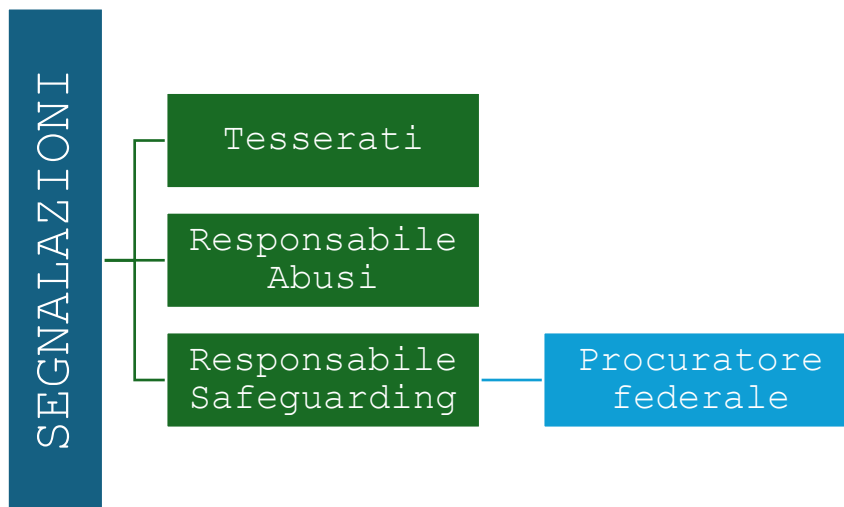 SEGNALAZIONI
Tesserati
Responsabile
Abusi
Responsabile
Safeguarding
Procuratore
federale